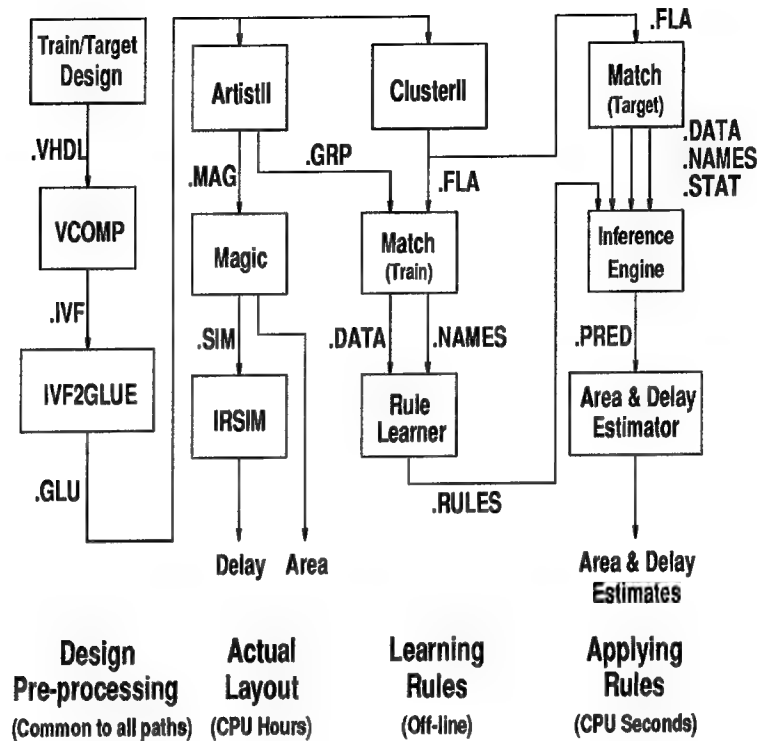 Train/Target
Design
.VHDL
VCOMP
.IVF
IVF2GLUE
.GLU
ArtistII
.MAG
.GRP
Magic
.SIM
IRSIM
Delay
Area
ClusterII
.FLA
Match
(Train)
.DATA
.NAMES
Rule
Learner
.RULES
.FLA
Match
(Target)
.DATA
.NAMES
.STAT
Inference
Engine
.PRED
Area & Delay
Estimator
Area & Delay
Estimates
Design
Pre-processing
(Common to all paths)
Actual
Layout
(CPU Hours)
Learning
Rules
(Off-line)
Applying
Rules
(CPU Seconds)